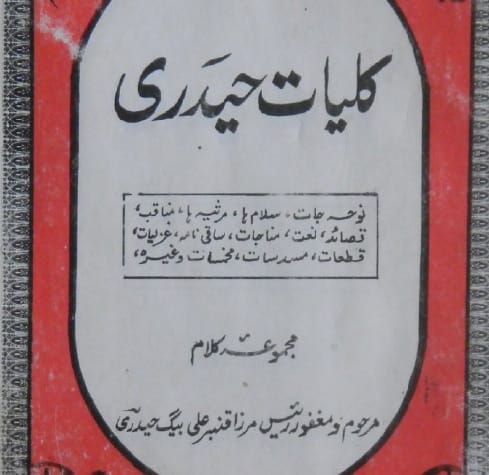 کلیات حیدری
نوحہ جات، سلام ہا، مرثیہ ہا، مناقب،
قصائد، نعت، مناجات، ساقی نامہ، غزلیات،
قطعات، مسدسات، مخمسات وغیرہ،
مجموعۂ کلام
مرحوم و مغفور رئیس مرزا قنبر علی بیگ حیدری